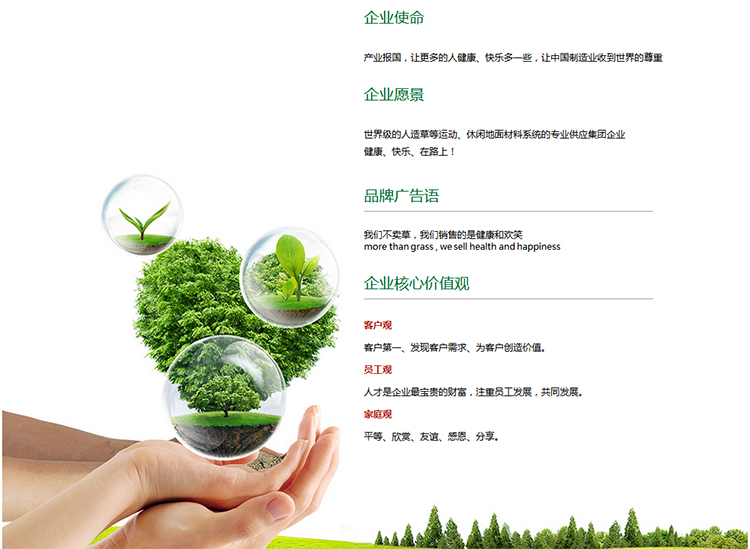 企业使命
产业报国，让更多的人健康、快乐多一些，让中国制造业收到世界的尊重
企业愿景
世界级的人造草等运动、休闲地面材料系统的专业供应集团企业
健康、快乐、在路上！
品牌广告语
我们不卖草，我们销售的是健康和欢笑
more than grass , we sell health and happiness
企业核心价值观
客户观
客户第一、发现客户需求、为客户创造价值。
员工观
人才是企业最宝贵的财富，注重员工发展，共同发展。
家庭观
平等、欣赏、友谊、感恩、分享。